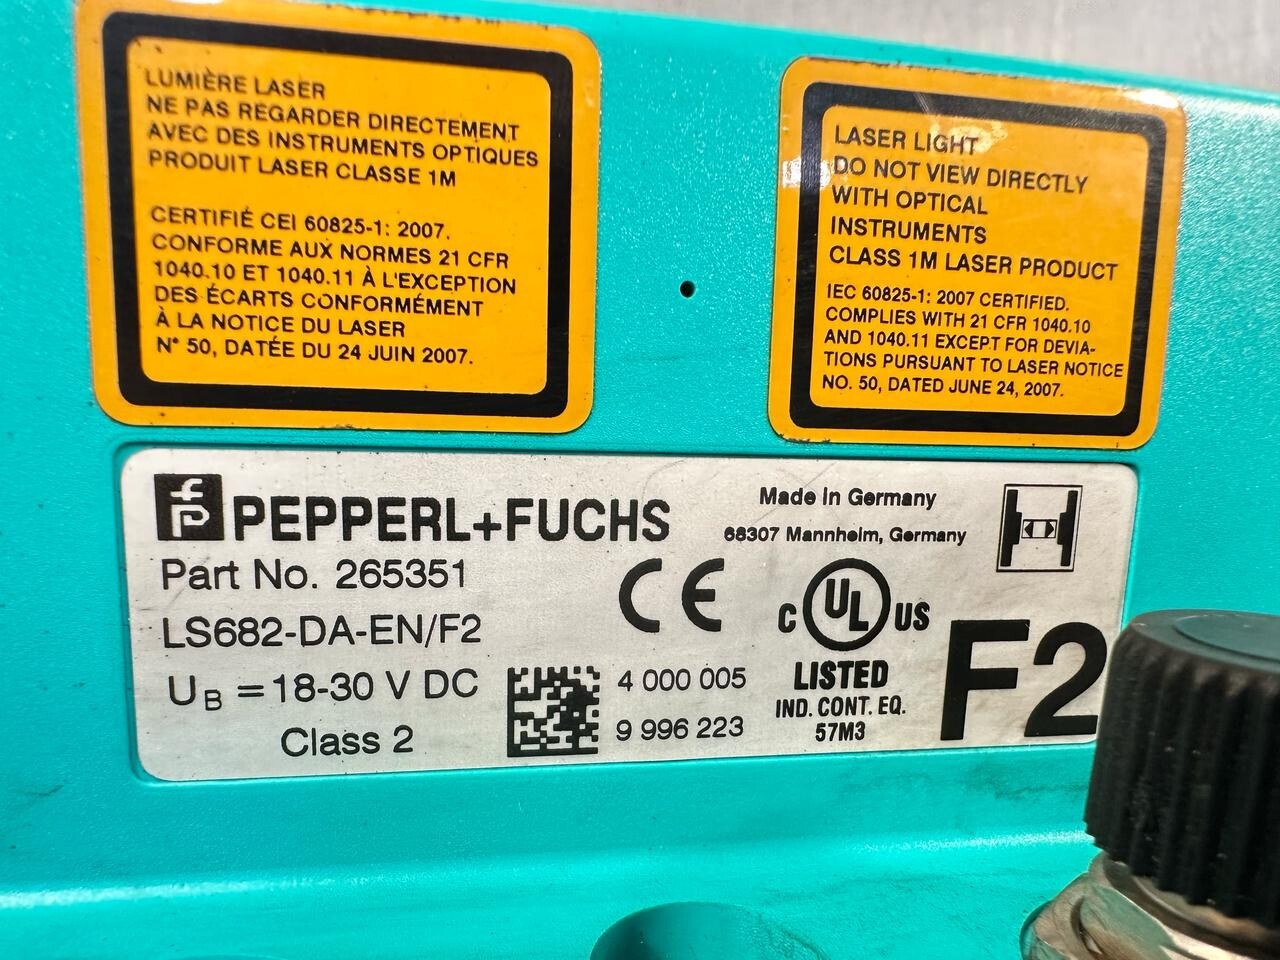 LUMIÈRE LASER
NE PAS REGARDER DIRECTEMENT
AVEC DES INSTRUMENTS OPTIQUES
PRODUIT LASER CLASSE 1M
CERTIFIÉ CEI 60825-1: 2007.
CONFORME AUX NORMES 21 CFR
1040.10 ET 1040.11 À L'EXCEPTION
DES ÉCARTS CONFORMÉMENT
À LA NOTICE DU LASER
N° 50, DATÉE DU 24 JUIN 2007.
LASER LIGHT
DO NOT VIEW DIRECTLY
WITH OPTICAL
INSTRUMENTS
CLASS 1M LASER PRODUCT
IEC 60825-1: 2007 CERTIFIED.
COMPLIES WITH 21 CFR 1040.10
AND 1040.11 EXCEPT FOR DEVIA-
TIONS PURSUANT TO LASER NOTICE
NO. 50, DATED JUNE 24, 2007.
PEPPERL+FUCHS
Part No. 265351
LS682-DA-EN/F2
UB = 18-30 V DC
Class 2
4 000 005
9 996 223
Made in Germany
68307 Mannheim, Germany
CE
C UL US
LISTED
IND. CONT. EQ.
57M3
F2